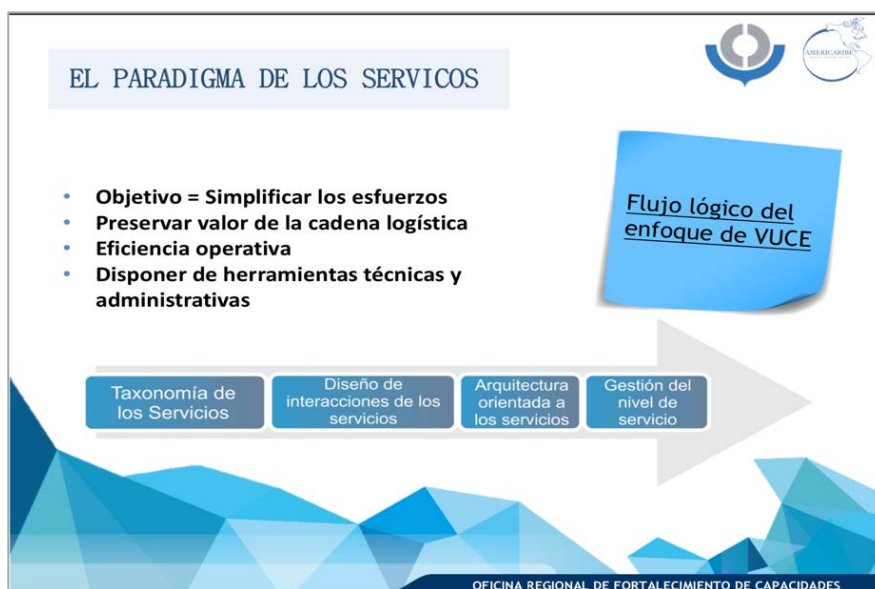 EL PARADIGMA DE LOS SERVICOS
AMERICARIBE
• Objetivo = Simplificar los esfuerzos
• Preservar valor de la cadena logística
• Eficiencia operativa
• Disponer de herramientas técnicas y
administrativas
Flujo lógico del
enfoque de VUCE
Taxonomía de
los Servicios
Diseño de
interacciones de los
servicios
Arquitectura
orientada a
los servicios
Gestión del
nivel de
servicio
OFICINA REGIONAL DE FORTALECIMIENTO DE CAPACIDADES